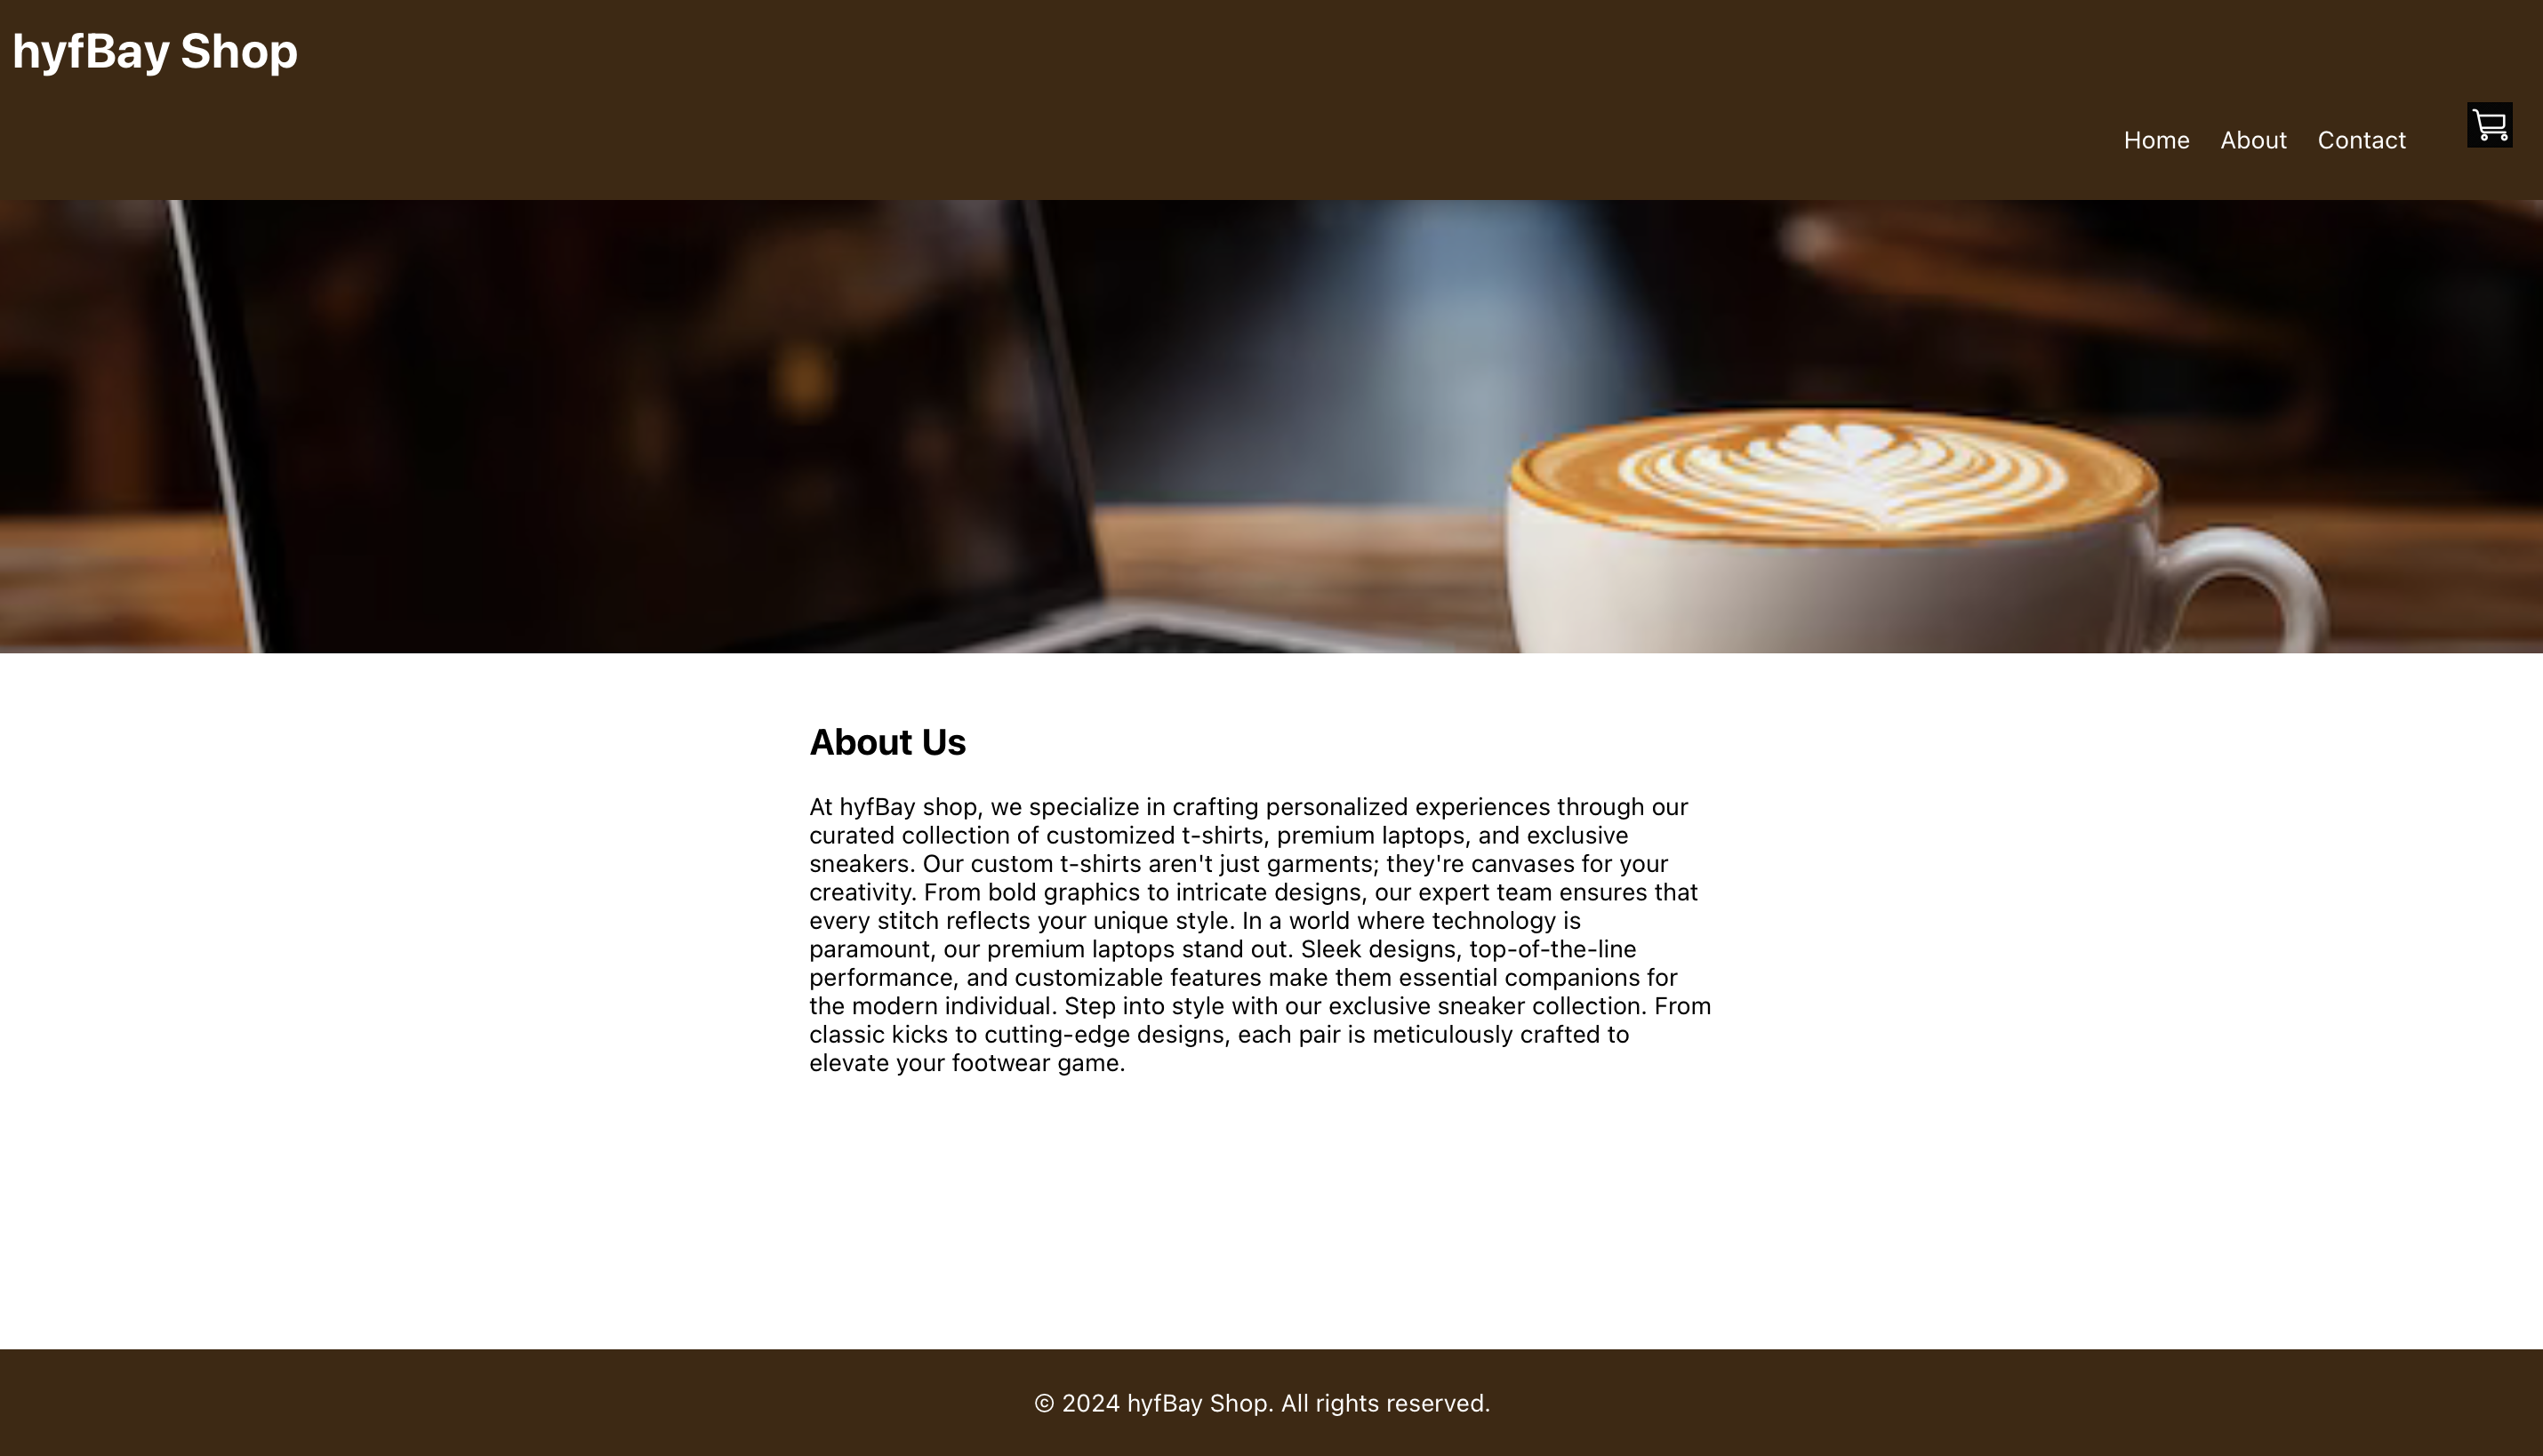 hyfBay Shop
Home About Contact
About Us
At hyfBay shop, we specialize in crafting personalized experiences through our
curated collection of customized t-shirts, premium laptops, and exclusive
sneakers. Our custom t-shirts aren't just garments; they're canvases for your
creativity. From bold graphics to intricate designs, our expert team ensures that
every stitch reflects your unique style. In a world where technology is
paramount, our premium laptops stand out. Sleek designs, top-of-the-line
performance, and customizable features make them essential companions for
the modern individual. Step into style with our exclusive sneaker collection. From
classic kicks to cutting-edge designs, each pair is meticulously crafted to
elevate your footwear game.
© 2024 hyfBay Shop. All rights reserved.